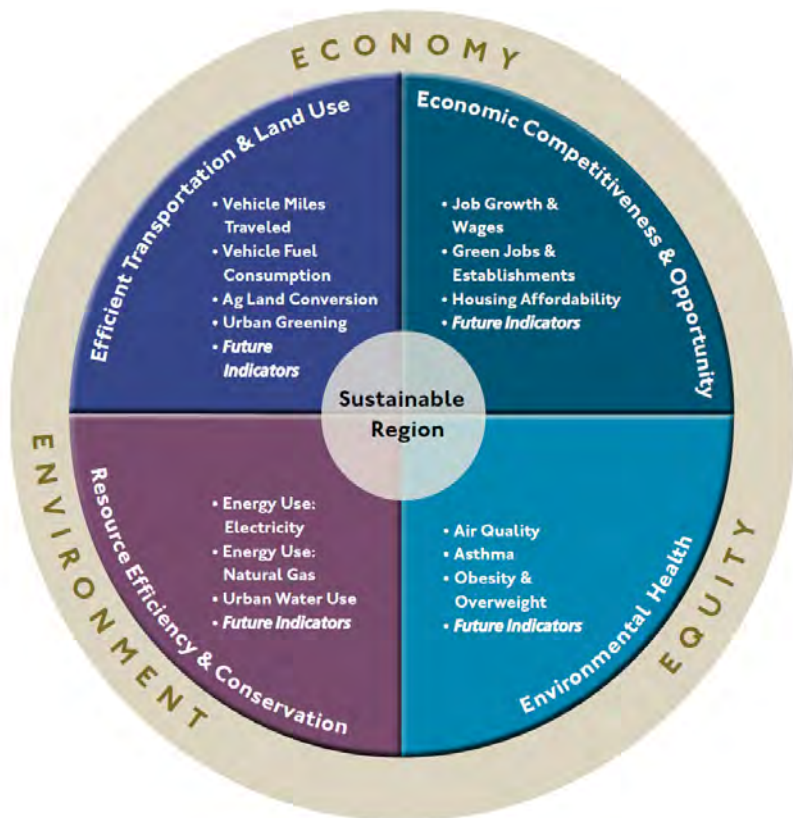 ECONOMY
Efficient Transportation & Land Use
• Vehicle Miles
Traveled
• Vehicle Fuel
Consumption
• Ag Land Conversion
• Urban Greening
• Future
Indicators
Economic Competitiveness & Opportunity
• Job Growth &
Wages
• Green Jobs &
Establishments
• Housing Affordability
• Future Indicators
Sustainable
Region
ENVIRONMENT
Resource Efficiency & Conservation
• Energy Use:
Electricity
• Energy Use:
Natural Gas
• Urban Water Use
• Future Indicators
• Air Quality
• Asthma
• Obesity &
Overweight
• Future Indicators
Environmental Health
EQUITY